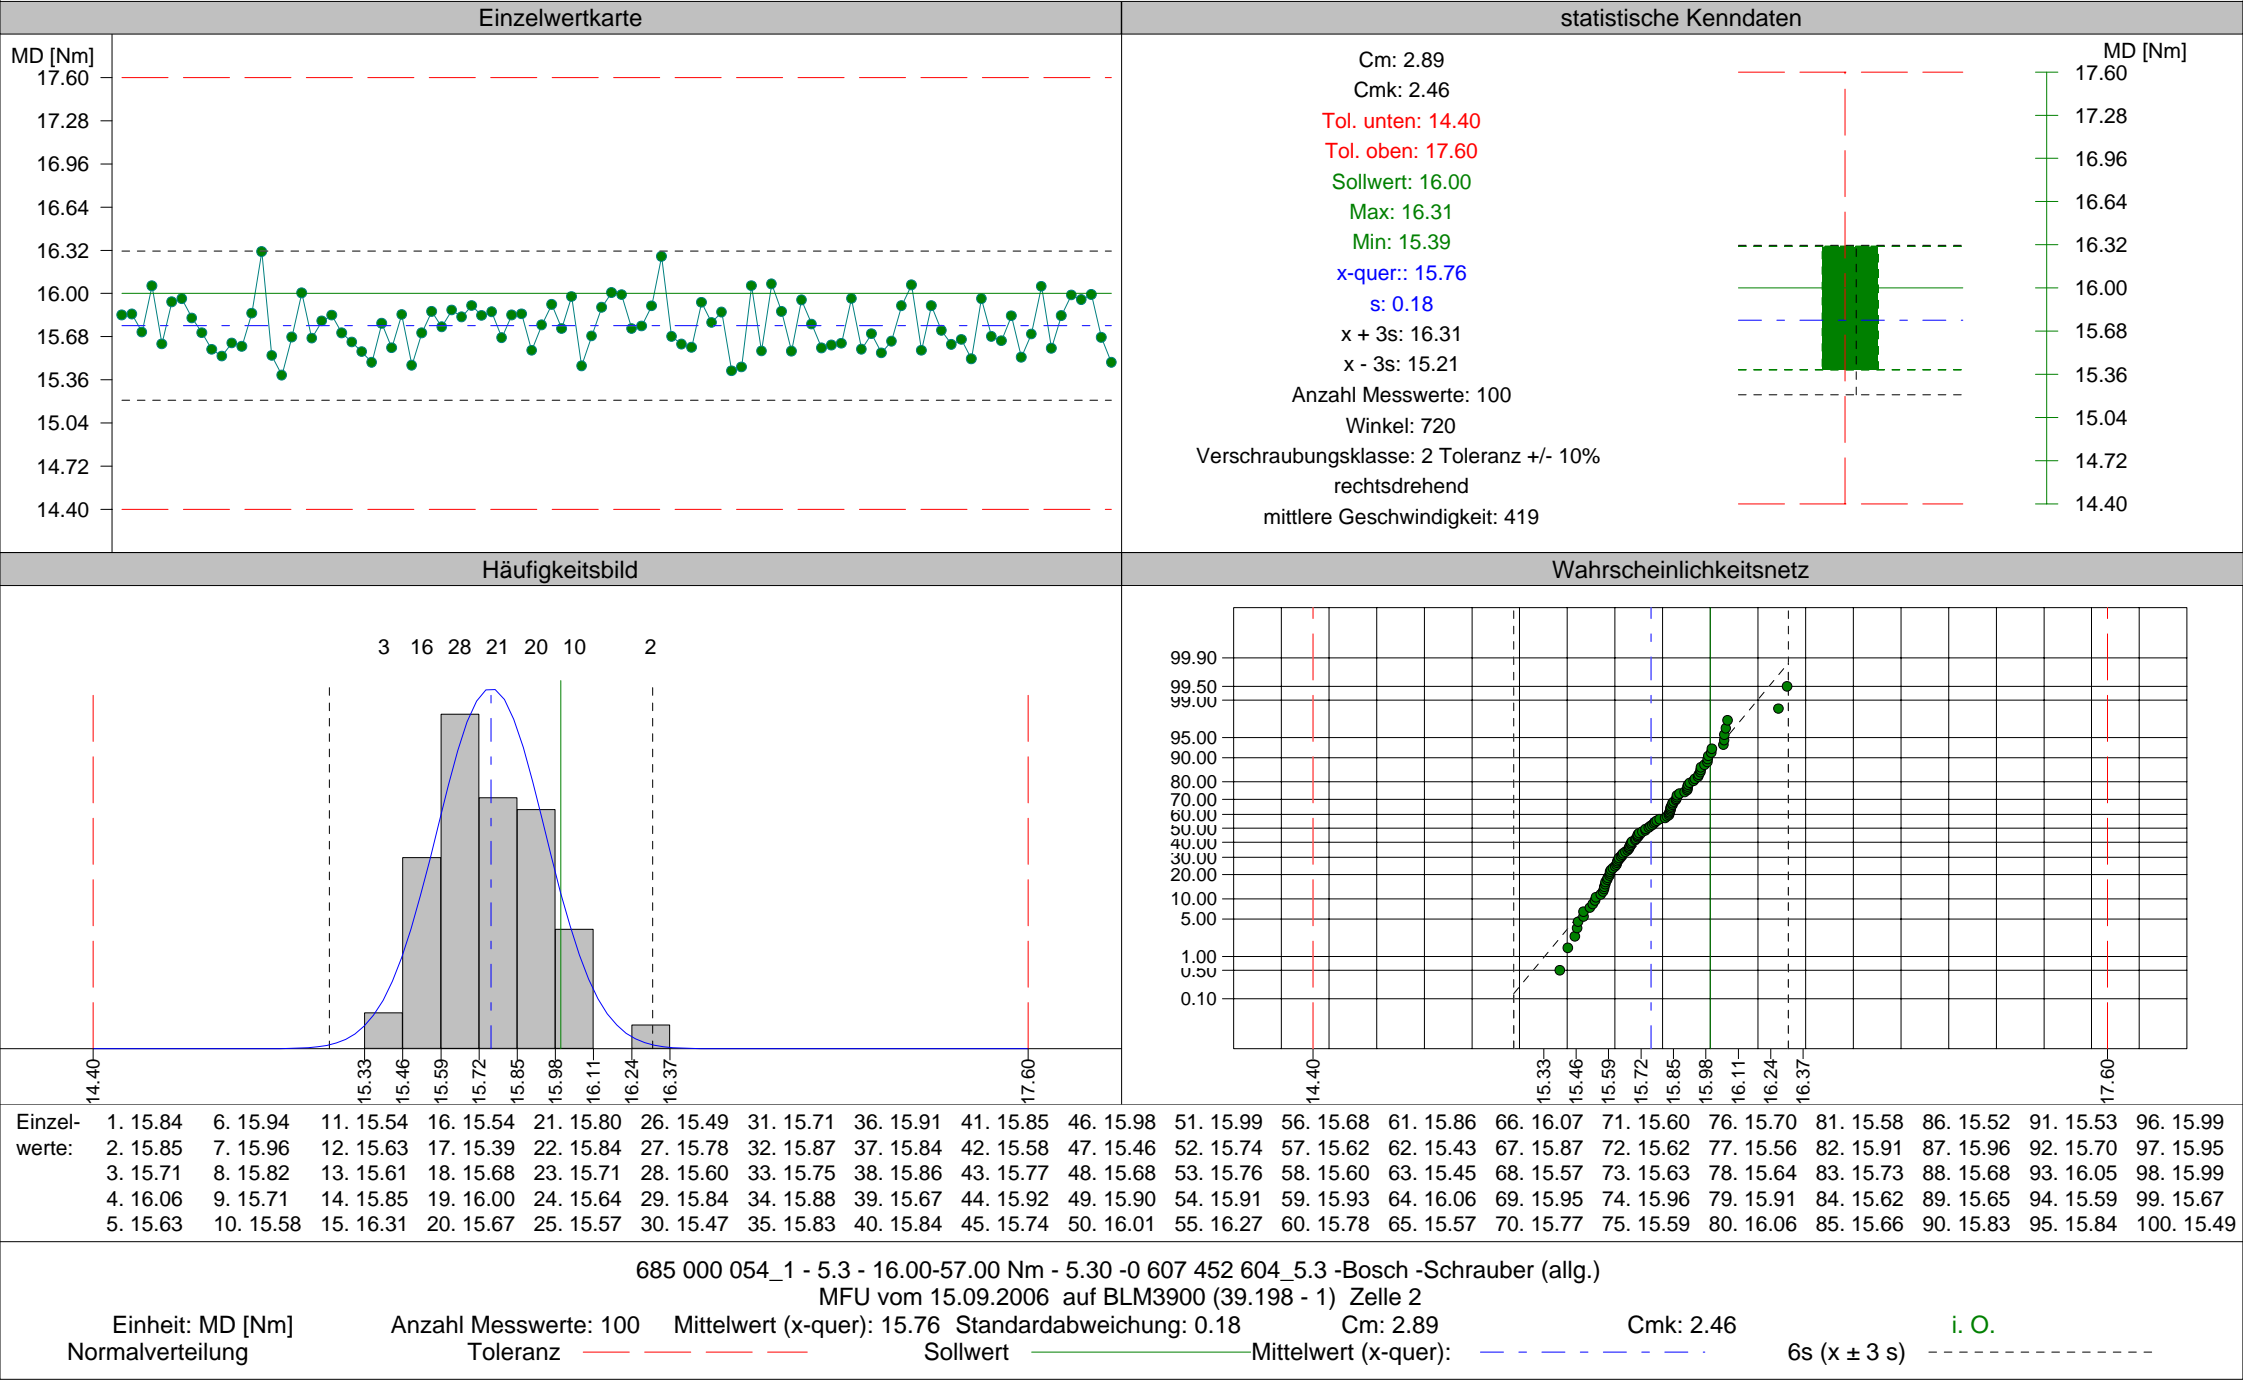 Einzelwertkarte
MD [Nm]
17.60
17.28
16.96
16.64
16.32
16.00
15.68
15.36
15.04
14.72
14.40
statistische Kenndaten
Cm: 2.89
Cmk: 2.46
Tol. unten: 14.40
Tol. oben: 17.60
Sollwert: 16.00
Max: 16.31
Min: 15.39
x-quer:: 15.76
s: 0.18
x + 3s: 16.31
x - 3s: 15.21
Anzahl Messwerte: 100
Winkel: 720
Verschraubungsklasse: 2 Toleranz +/- 10%
rechtsdrehend
mittlere Geschwindigkeit: 419
MD [Nm]
17.60
17.28
16.96
16.64
16.32
16.00
15.68
15.36
15.04
14.72
14.40
Häufigkeitsbild
3 16 28 21 20 10 2
14.40 15.33 15.46 15.59 15.72 15.85 15.98 16.11 16.24 16.37 17.60
Wahrscheinlichkeitsnetz
99.90
99.50
99.00
95.00
90.00
80.00
70.00
60.00
50.00
40.00
30.00
20.00
10.00
5.00
1.00
0.50
0.10
14.40 15.33 15.46 15.59 15.72 15.85 15.98 16.11 16.24 16.37 17.60
Einzel- 1. 15.84 6. 15.94 11. 15.54 16. 15.54 21. 15.80 26. 15.49 31. 15.71 36. 15.91 41. 15.85 46. 15.98 51. 15.99 56. 15.68 61. 15.86 66. 16.07 71. 15.60 76. 15.70 81. 15.58 86. 15.52 91. 15.53 96. 15.99
werte: 2. 15.85 7. 15.96 12. 15.63 17. 15.39 22. 15.84 27. 15.78 32. 15.87 37. 15.84 42. 15.58 47. 15.46 52. 15.74 57. 15.62 62. 15.43 67. 15.87 72. 15.62 77. 15.56 82. 15.91 87. 15.96 92. 15.70 97. 15.95
3. 15.71 8. 15.82 13. 15.61 18. 15.68 23. 15.71 28. 15.60 33. 15.75 38. 15.86 43. 15.77 48. 15.68 53. 15.76 58. 15.60 63. 15.45 68. 15.57 73. 15.63 78. 15.64 83. 15.73 88. 15.68 93. 16.05 98. 15.99
4. 16.06 9. 15.71 14. 15.85 19. 16.00 24. 15.64 29. 15.84 34. 15.88 39. 15.67 44. 15.92 49. 15.90 54. 15.91 59. 15.93 64. 16.06 69. 15.95 74. 15.96 79. 15.91 84. 15.62 89. 15.65 94. 15.59 99. 15.67
5. 15.63 10. 15.58 15. 16.31 20. 15.67 25. 15.57 30. 15.47 35. 15.83 40. 15.84 45. 15.74 50. 16.01 55. 16.27 60. 15.78 65. 15.57 70. 15.77 75. 15.59 80. 16.06 85. 15.66 90. 15.83 95. 15.84 100. 15.49
685 000 054_1 - 5.3 - 16.00-57.00 Nm - 5.30 -0 607 452 604_5.3 -Bosch -Schrauber (allg.)
MFU vom 15.09.2006 auf BLM3900 (39.198 - 1) Zelle 2
Einheit: MD [Nm] Anzahl Messwerte: 100 Mittelwert (x-quer): 15.76 Standardabweichung: 0.18 Cm: 2.89 Cmk: 2.46 i. O.
Normalverteilung Toleranz Sollwert Mittelwert (x-quer): 6s (x ± 3 s)